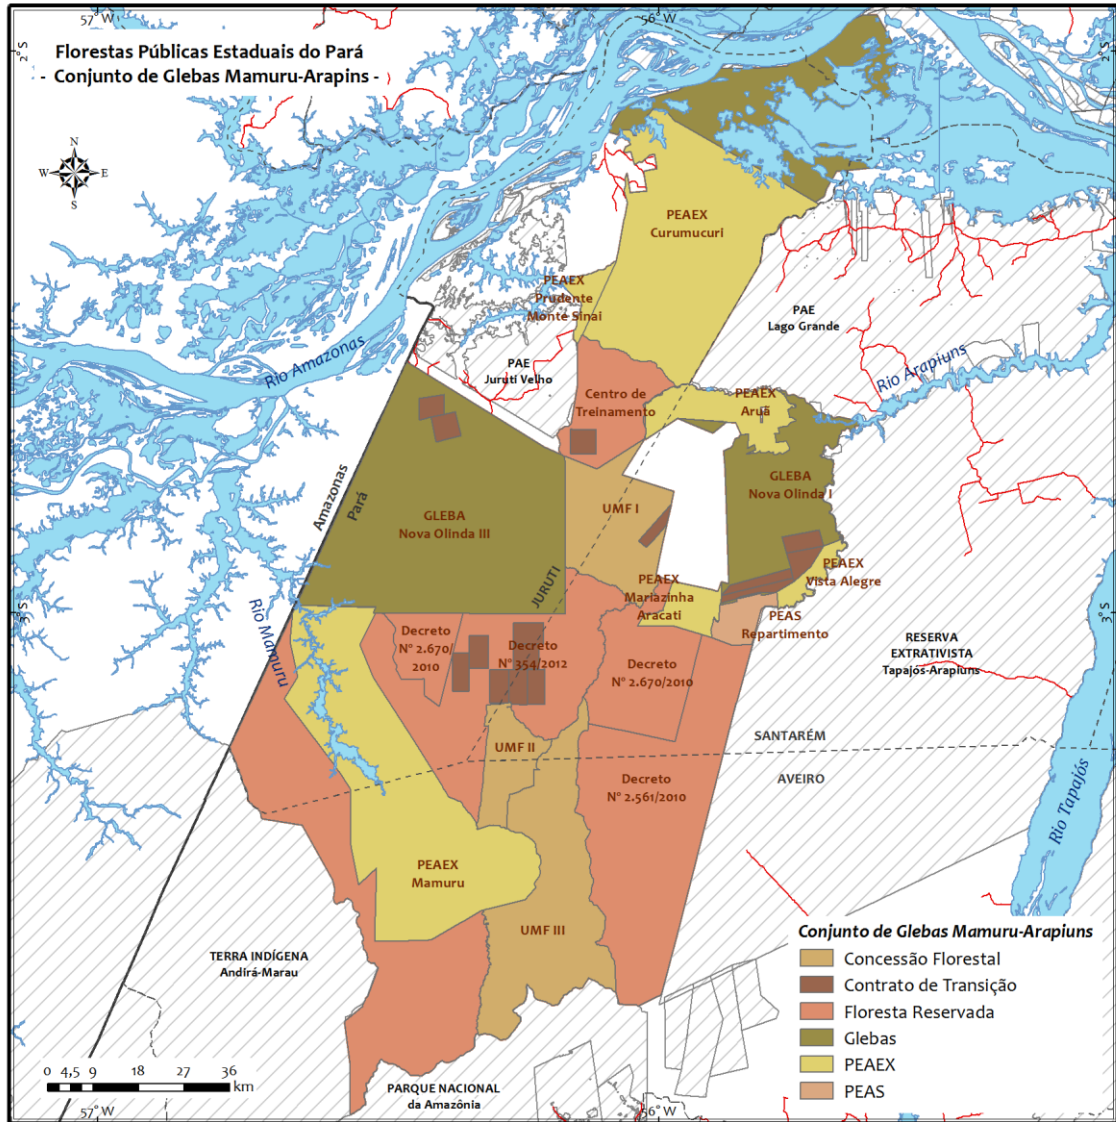 57°W
56°W
2°S
2°S
Florestas Públicas Estaduais do Pará
- Conjunto de Glebas Mamuru-Arapins -
N
W
E
S
PEAEX
Curumucuri
PEAEX
Prudente
Monte Sinai
PAE
Lago Grande
Rio Amazonas
PAE
Juruti Velho
Rio Arapiuns
Centro de
Treinamento
PEAEX
Aruã
Amazonas
Pará
GLEBA
Nova Olinda III
GLEBA
Nova Olinda I
UMF I
JURUTI
PEAEX
Mariazinha
Aracati
PEAEX
Vista Alegre
3°S
3°S
Rio Mamuru
PEAS
Repartimento
Decreto
N° 2.670/
2010
Decreto
N° 354/2012
Decreto
N° 2.670/2010
RESERVA
EXTRATIVISTA
Tapajós-Arapiuns
UMF II
SANTARÉM
AVEIRO
Decreto
N° 2.561/2010
Rio Tapajós
PEAEX
Mamuru
UMF III
TERRA INDÍGENA
Andirá-Marau
Conjunto de Glebas Mamuru-Arapiuns
Concessão Florestal
Contrato de Transição
Floresta Reservada
Glebas
PEAEX
PEAS
0 4,5 9 18 27 36
km
PARQUE NACIONAL
da Amazônia
57°W
56°W